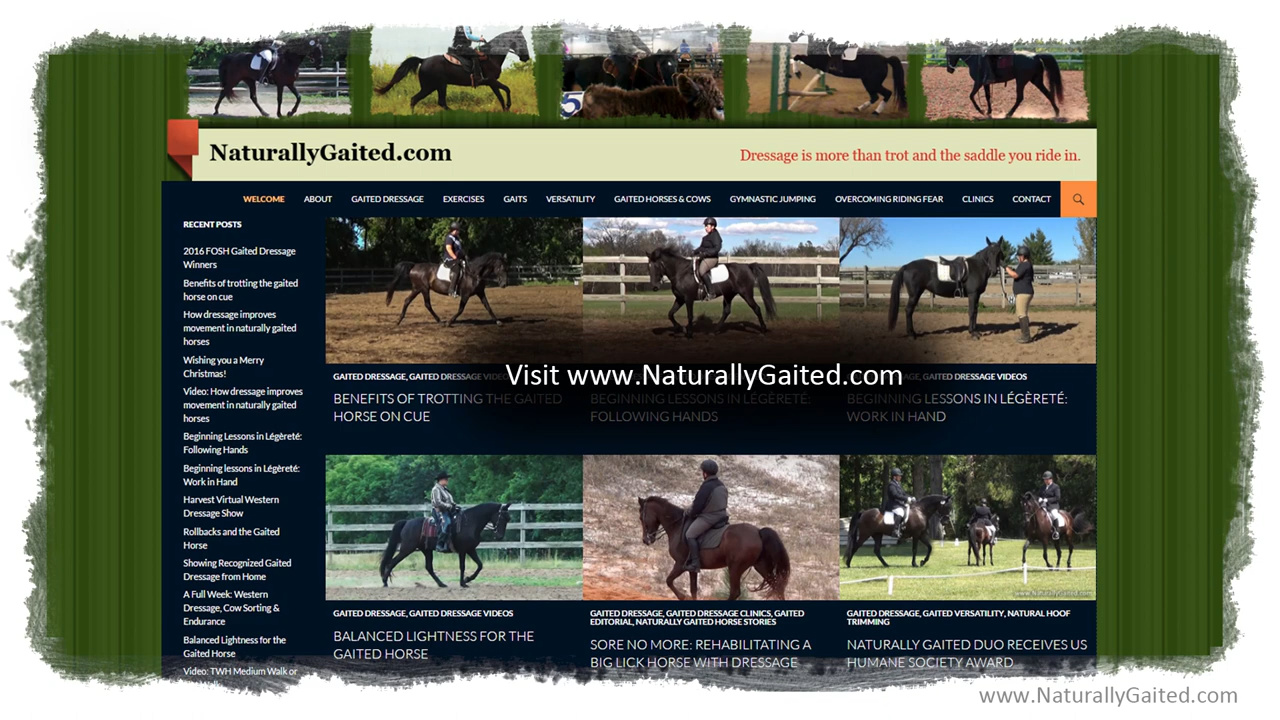 5
NaturallyGaited.com
Dressage is more than trot and the saddle you ride in.
WELCOME ABOUT GAITED DRESSAGE EXERCISES GAITS VERSATILITY GAITED HORSES & COWS GYMNASTIC JUMPING OVERCOMING RIDING FEAR CLINICS CONTACT
RECENT POSTS
2016 FOSH Gaited Dressage
Winners
Benefits of trotting the gaited
horse on cue
How dressage improves
movement in naturally gaited
horses
Wishing you a Merry
Christmas!
Video: How dressage improves
movement in naturally gaited
horses
Beginning Lessons in Légèreté:
Following Hands
Beginning lessons in Légèreté:
Work in Hand
Harvest Virtual Western
Dressage Show
Rollbacks and the Gaited
Horse
Showing Recognized Gaited
Dressage from Home
A Full Week: Western
Dressage, Cow Sorting &
Endurance
Balanced Lightness for the
Gaited Horse
Video: TWH Medium Walk or
GAITED DRESSAGE, GAITED DRESSAGE VIDEOS
BENEFITS OF TROTTING THE GAITED
HORSE ON CUE
Visit www.NaturallyGaited.com
BEGINNING LESSONS IN LÉGÈRETÉ:
FOLLOWING HANDS
GAITED DRESSAGE VIDEOS
BEGINNING LESSONS IN LÉGÈRETÉ:
WORK IN HAND
GAITED DRESSAGE, GAITED DRESSAGE VIDEOS
BALANCED LIGHTNESS FOR THE
GAITED HORSE
GAITED DRESSAGE, GAITED DRESSAGE CLINICS, GAITED
EDITORIAL, NATURALLY GAITED HORSE STORIES
SORE NO MORE: REHABILITATING A
BIG LICK HORSE WITH DRESSAGE
www.NaturallyGaited.com
GAITED DRESSAGE, GAITED VERSATILITY, NATURAL HOOF
TRIMMING
NATURALLY GAITED DUO RECEIVES US
HUMANE SOCIETY AWARD
www.NaturallyGaited.com